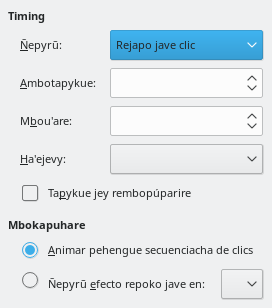 Timing
Ñepyrũ:
Rejapo jave clic
Ambotapykue:
Mbou'are:
Ha'ejevy:
Tapykue jey rembopúparire
Mbokapuhare
Animar pehengue secuenciacha de clics
Ñepyrũ efecto repoko jave en: